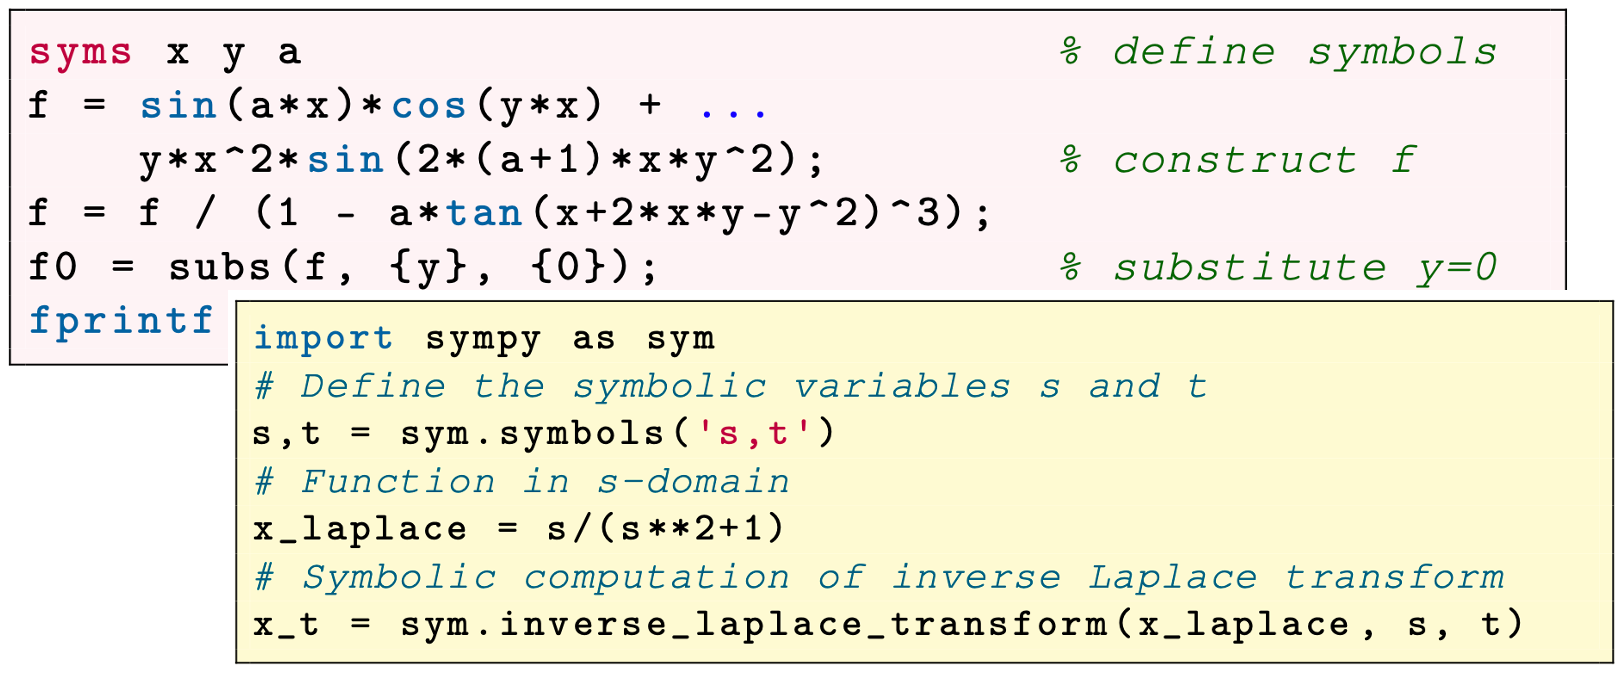 syms x y a % define symbols
f = sin(a*x)*cos(y*x) + ...
y*x^2*sin(2*(a+1)*x*y^2); % construct f
f = f / (1 - a*tan(x+2*x*y-y^2)^3);
f0 = subs(f, {y}, {0}); % substitute y=0
fprintf
import sympy as sym
# Define the symbolic variables s and t
s,t = sym.symbols('s,t')
# Function in s-domain
x_laplace = s/(s**2+1)
# Symbolic computation of inverse Laplace transform
x_t = sym.inverse_laplace_transform(x_laplace, s, t)